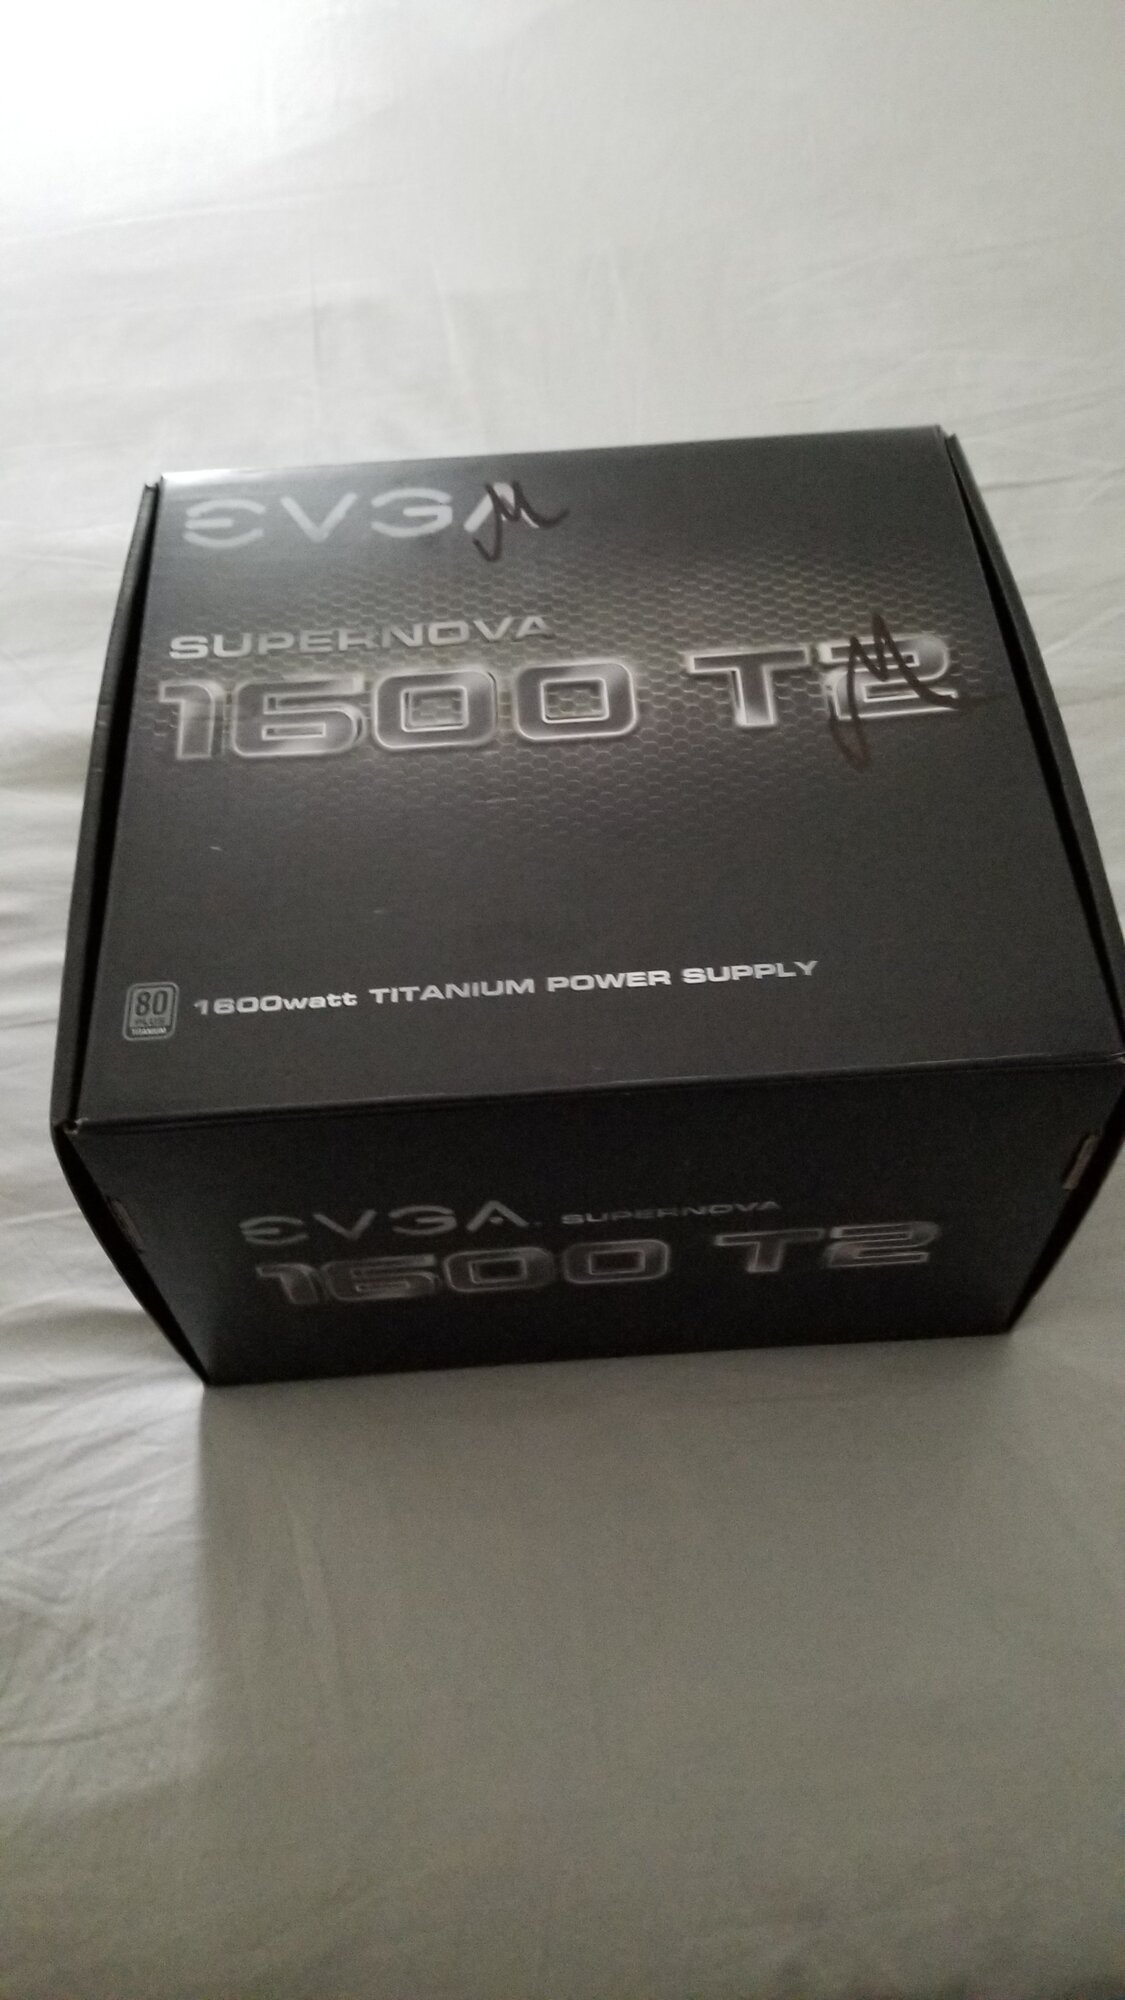 EVGA
SUPERNOVA
1600 T2
80 PLUS TITANIUM
1600watt TITANIUM POWER SUPPLY
EVGA. SUPERNOVA
1600 T2